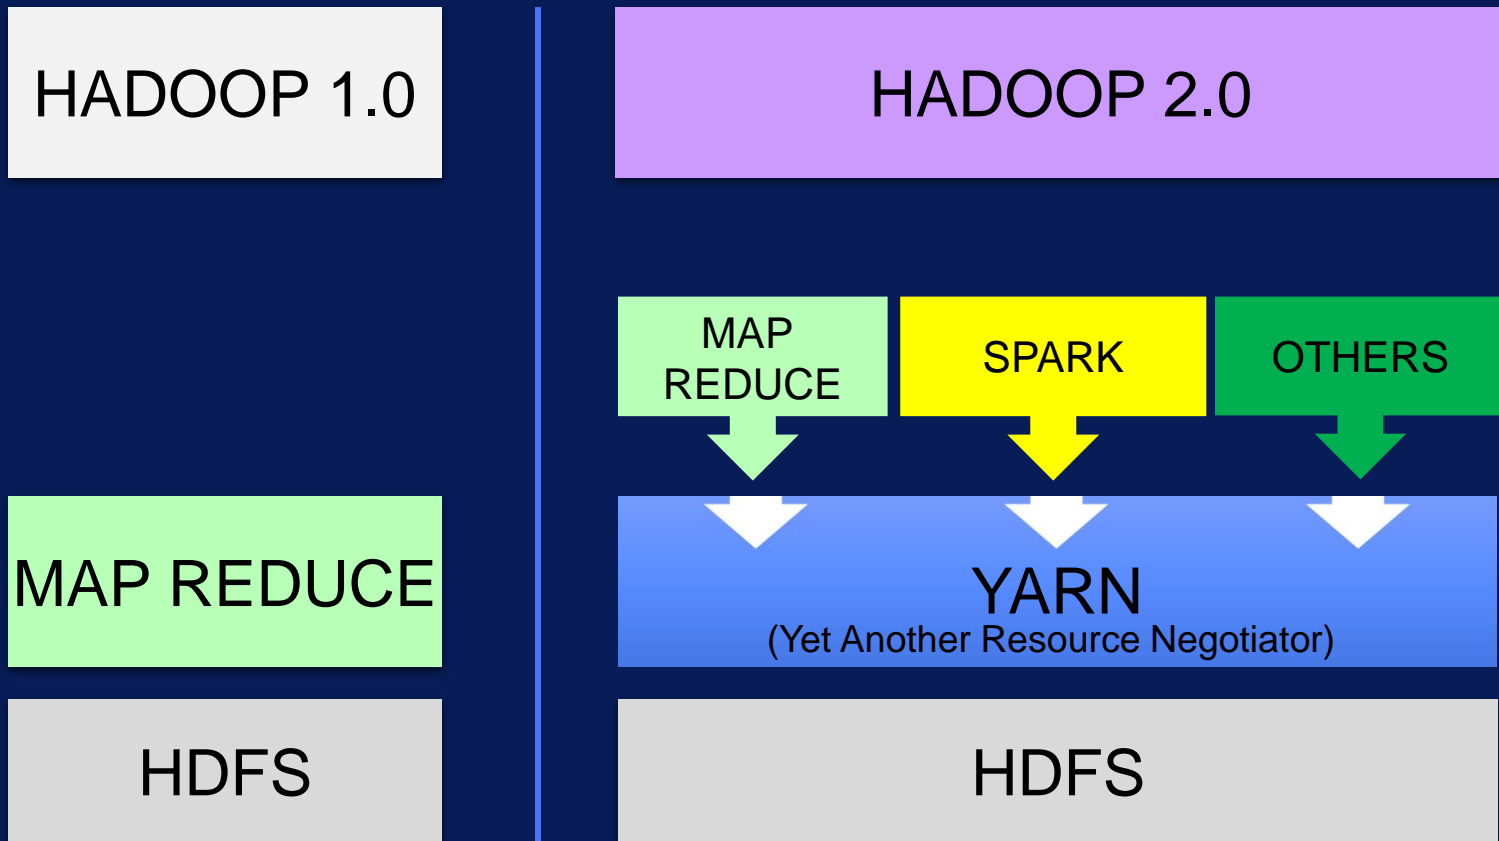 HADOOP 1.0
HADOOP 2.0
MAP
REDUCE
SPARK
OTHERS
MAP REDUCE
YARN
(Yet Another Resource Negotiator)
HDFS
HDFS